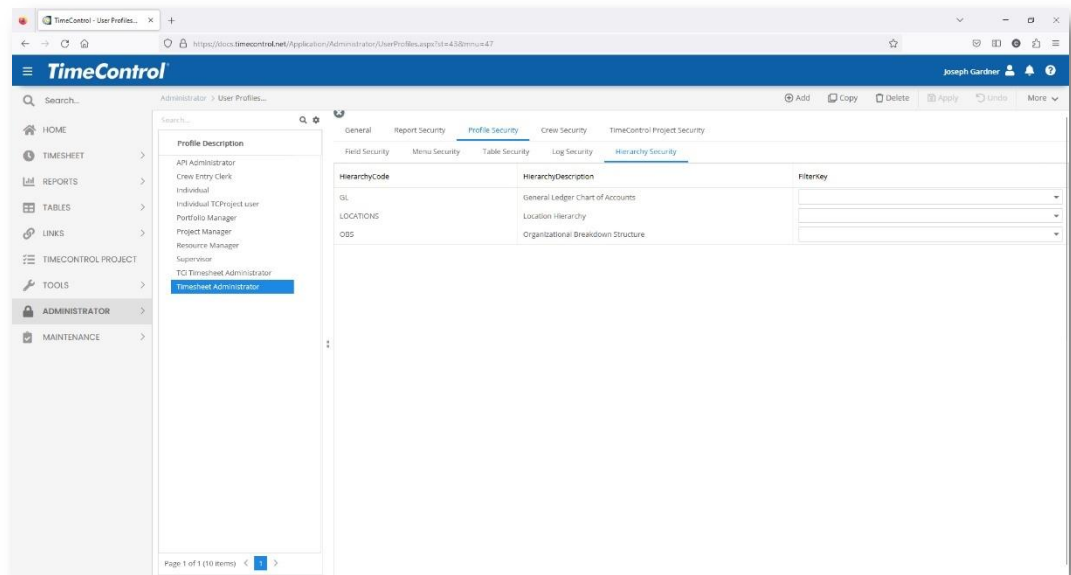 TimeControl - User Profiles...
https://docs.timecontrol.net/Application/Administrator/UserProfiles.aspx?st=43&mnu=47
TimeControl
Joseph Gardner
Search...
Administrator > User Profiles...
Add Copy Delete Apply Undo More
HOME
TIMESHEET
REPORTS
TABLES
LINKS
TIMECONTROL PROJECT
TOOLS
ADMINISTRATOR
MAINTENANCE
Search...
Profile Description
API Administrator
Crew Entry Clerk
Individual
Individual TCProject user
Portfolio Manager
Project Manager
Resource Manager
Supervisor
TCI Timesheet Administrator
Timesheet Administrator
Page 1 of 1 (10 items) < 1 >
General Report Security Profile Security Crew Security TimeControl Project Security
Field Security Menu Security Table Security Log Security Hierarchy Security
HierarchyCode HierarchyDescription FilterKey
GL General Ledger Chart of Accounts
LOCATIONS Location Hierarchy
OBS Organizational Breakdown Structure